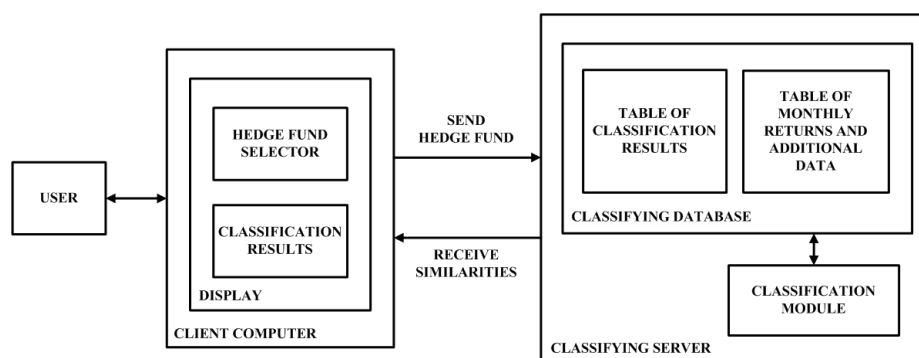 USER
HEDGE FUND
SELECTOR
CLASSIFICATION
RESULTS
DISPLAY
CLIENT COMPUTER
SEND
HEDGE FUND
RECEIVE
SIMILARITIES
TABLE OF
CLASSIFICATION
RESULTS
TABLE OF
MONTHLY
RETURNS AND
ADDITIONAL
DATA
CLASSIFYING DATABASE
CLASSIFICATION
MODULE
CLASSIFYING SERVER